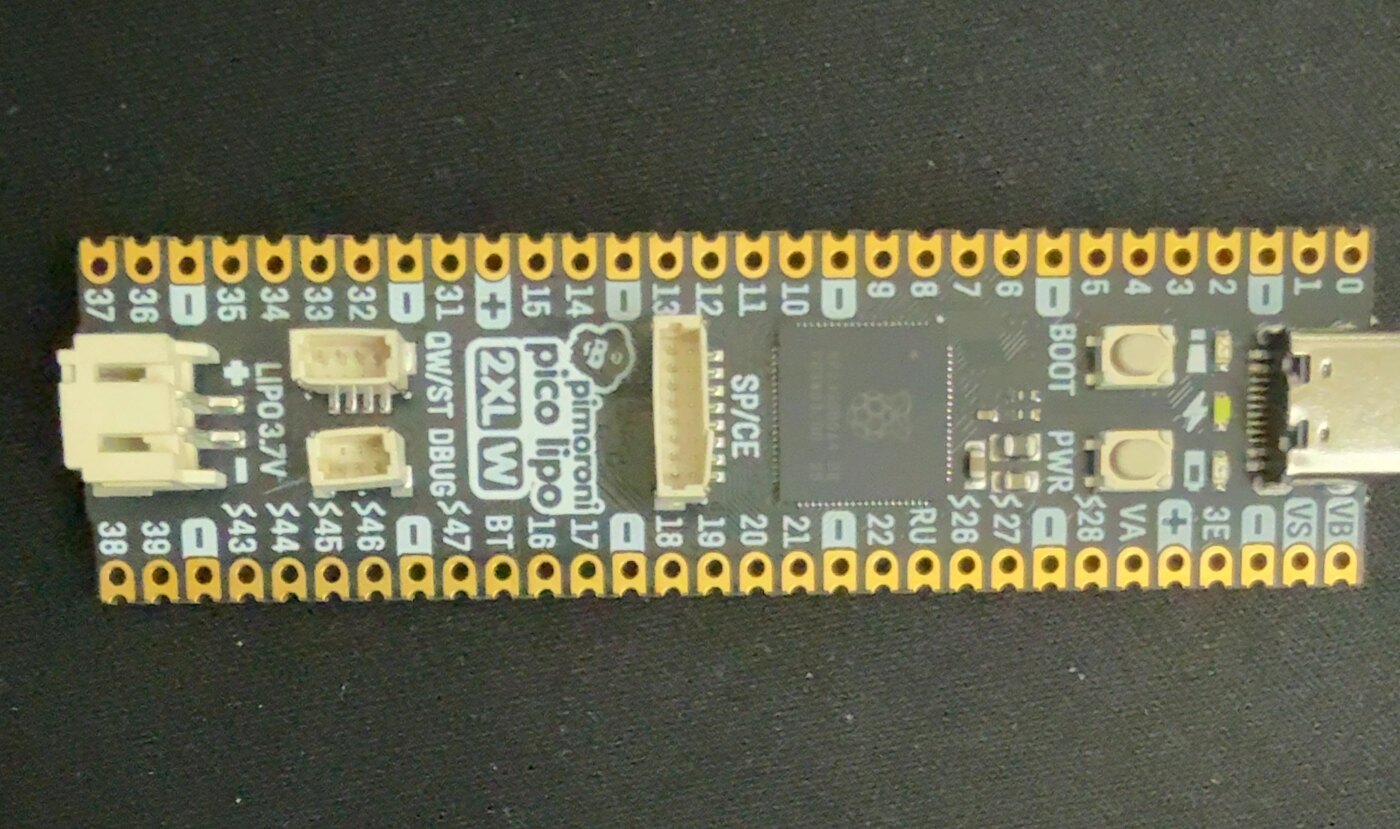 0 VB
1 VS
- -
2 3E
3 +
4 VA
5 BOOT PWR ∿28
- -
6 ∿27
7 ∿26
8 RU
9 22
- -
10 21
11 SP/CE 20
12 19
13 18
- -
pimoroni
14 17
pico lipo
15 16
2XL W
+ BT
31 QW/ST DBUG ∿47
- -
32 ∿46
33 ∿45
34 LIPO 3.7V ∿44
35 + - ∿43
- -
36 39
37 38